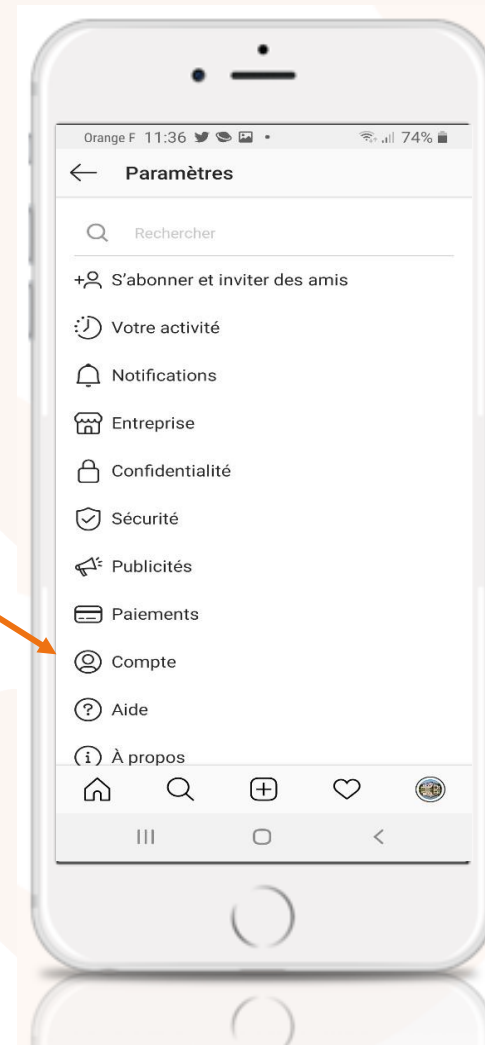 Orange F 11:36 74%
Paramètres
Rechercher
S'abonner et inviter des amis
Votre activité
Notifications
Entreprise
Confidentialité
Sécurité
Publicités
Paiements
Compte
Aide
À propos